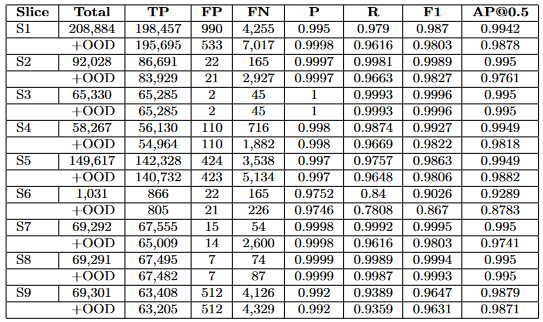 Slice Total TP FP FN P R F1 AP@0.5
S1 208,884 198,457 990 4,255 0.995 0.979 0.987 0.9942
+OOD 195,695 533 7,017 0.9998 0.9616 0.9803 0.9878
S2 92,028 86,691 22 165 0.9997 0.9981 0.9989 0.995
+OOD 83,929 21 2,927 0.9997 0.9663 0.9827 0.9761
S3 65,330 65,285 2 45 1 0.9993 0.9996 0.995
+OOD 65,285 2 45 1 0.9993 0.9996 0.995
S4 58,267 56,130 110 716 0.998 0.9874 0.9927 0.9949
+OOD 54,964 110 1,882 0.998 0.9669 0.9822 0.9818
S5 149,617 142,328 424 3,538 0.997 0.9757 0.9863 0.9949
+OOD 140,732 423 5,134 0.997 0.9648 0.9806 0.9882
S6 1,031 866 22 165 0.9752 0.84 0.9026 0.9289
+OOD 805 21 226 0.9746 0.7808 0.867 0.8783
S7 69,292 67,555 15 54 0.9998 0.9992 0.9995 0.995
+OOD 65,009 14 2,600 0.9998 0.9616 0.9803 0.9741
S8 69,291 67,495 7 74 0.9999 0.9989 0.9994 0.995
+OOD 67,482 7 87 0.9999 0.9987 0.9993 0.995
S9 69,301 63,408 512 4,126 0.992 0.9389 0.9647 0.9879
+OOD 63,205 512 4,329 0.992 0.9359 0.9631 0.9871